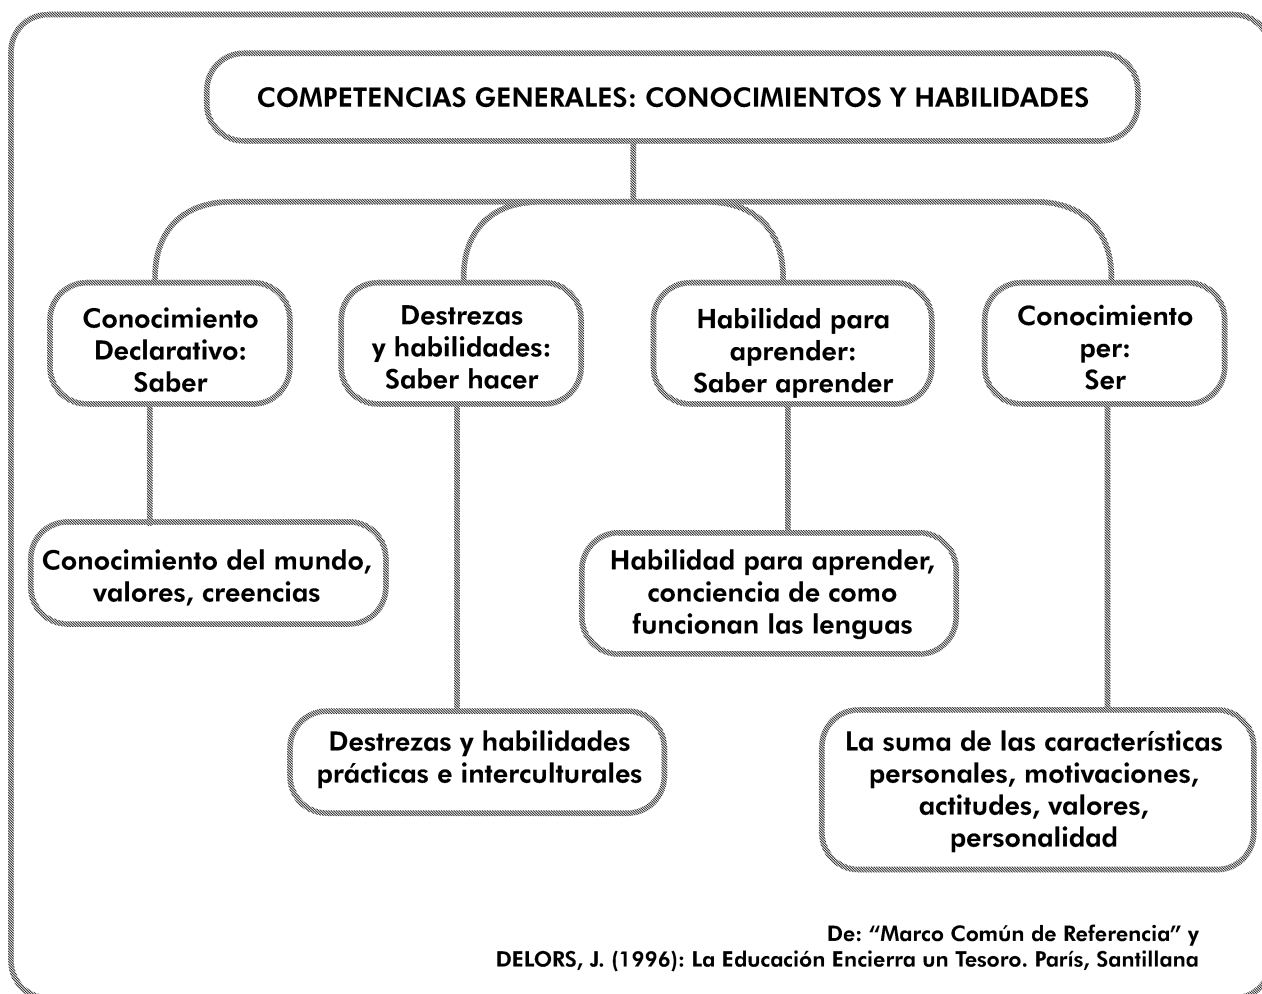 COMPETENCIAS GENERALES: CONOCIMIENTOS Y HABILIDADES
Conocimiento
Declarativo:
Saber
Destrezas
y habilidades:
Saber hacer
Habilidad para
aprender:
Saber aprender
Conocimiento
per:
Ser
Conocimiento del mundo,
valores, creencias
Habilidad para aprender,
conciencia de como
funcionan las lenguas
Destrezas y habilidades
prácticas e interculturales
La suma de las características
personales, motivaciones,
actitudes, valores,
personalidad
De: “Marco Común de Referencia” y
DELORS, J. (1996): La Educación Encierra un Tesoro. París, Santillana